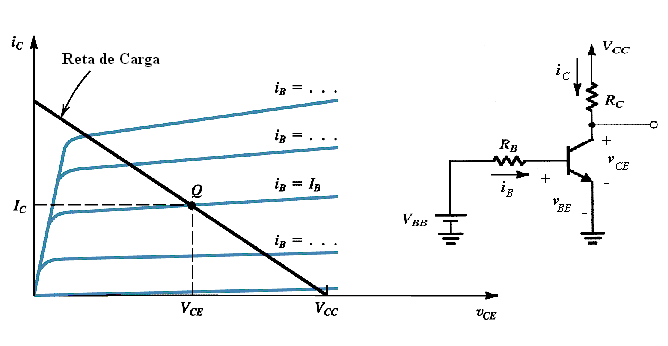 iC
Reta de Carga
iB = . . .
iB = . . .
Q
iB = IB
IC
iB = . . .
VCE
VCC
vCE
VCC
iC
RC
RB
+
vCE
-
iB
+
vBE
-
VBB